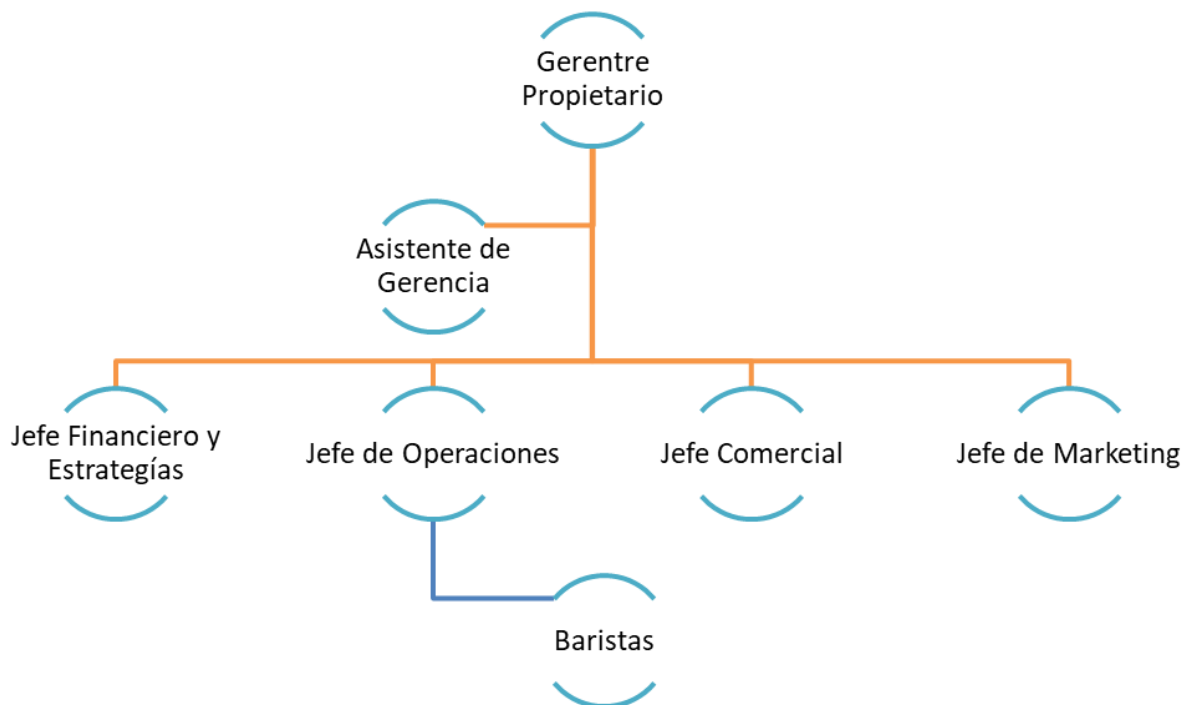 Gerentre
Propietario
Asistente de
Gerencia
Jefe Financiero y
Estrategías
Jefe de Operaciones
Jefe Comercial
Jefe de Marketing
Baristas